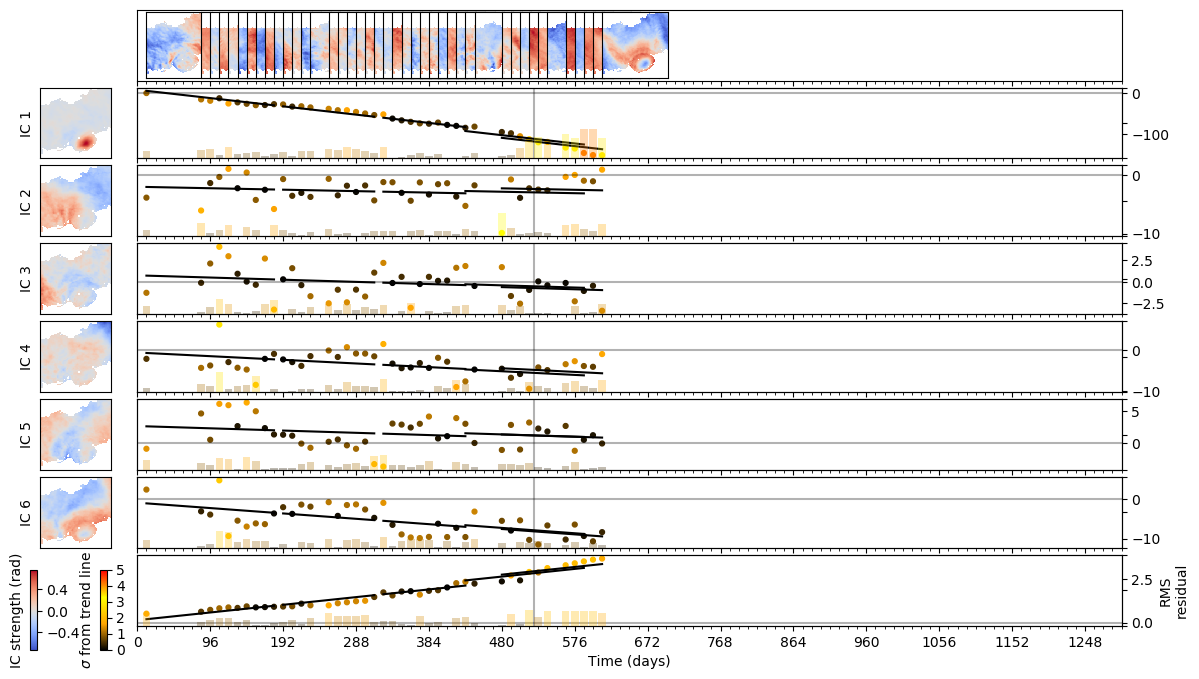 IC 1
0
−100
IC 2
0
−10
IC 3
2.5
0.0
−2.5
IC 4
0
−10
IC 5
5
0
IC 6
0
−10
IC strength (rad)
0.4
0.0
−0.4
σ from trend line
5
4
3
2
1
0
2.5
0.0
RMS
residual
0 96 192 288 384 480 576 672 768 864 960 1056 1152 1248
Time (days)